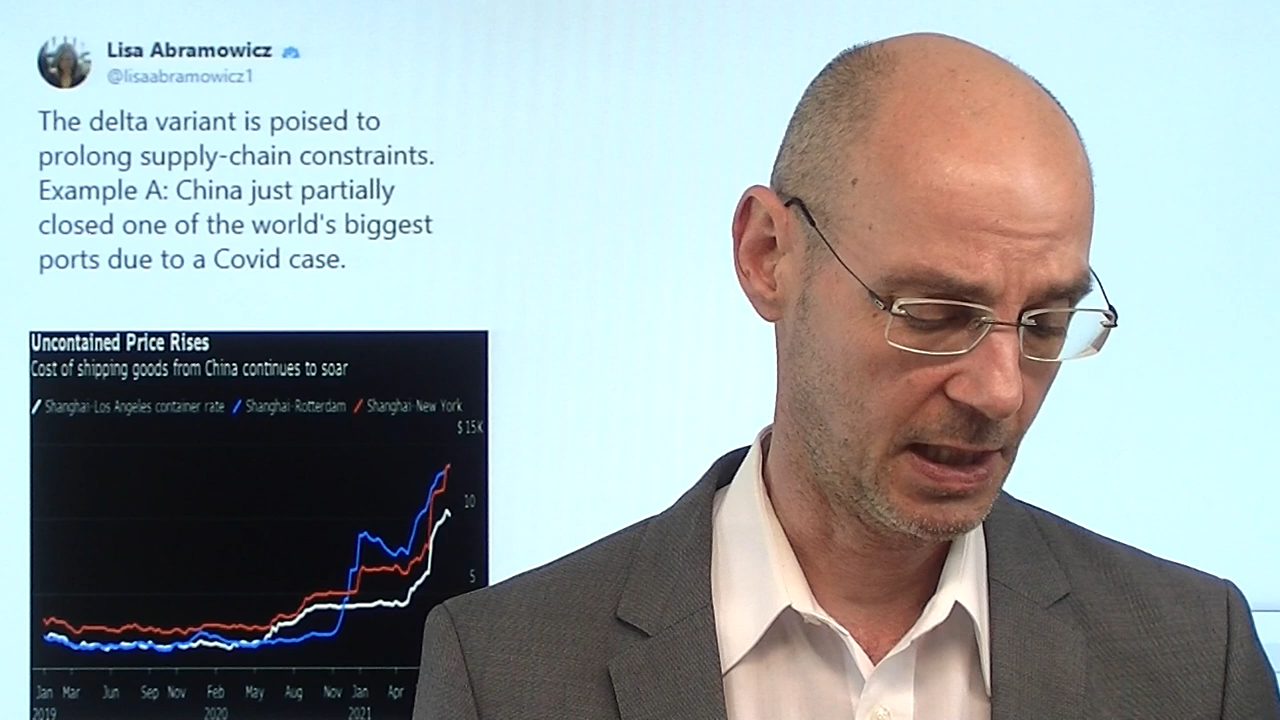 Lisa Abramowicz
@lisaabramowicz1
The delta variant is poised to
prolong supply-chain constraints.
Example A: China just partially
closed one of the world's biggest
ports due to a Covid case.
Uncontained Price Rises
Cost of shipping goods from China continues to soar
Shanghai-Los Angeles container rate Shanghai-Rotterdam Shanghai-New York
$15K
10
5
Jan Mar Jun Sep Nov Feb May Aug Nov Jan Apr
2019 2020 2021